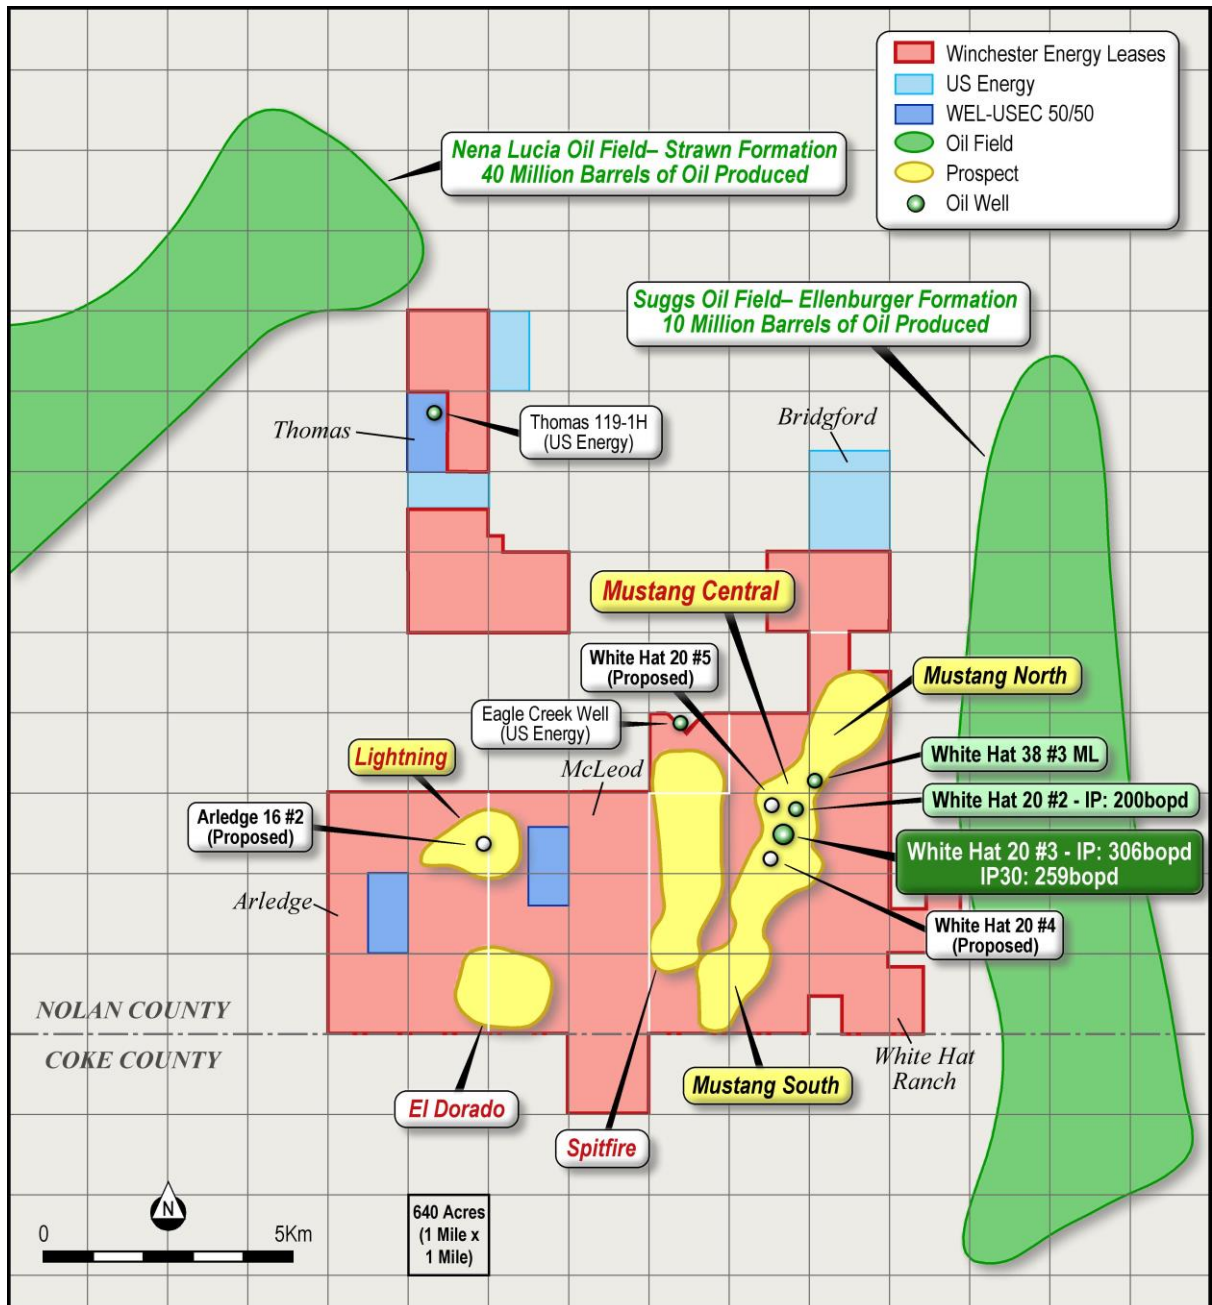 Winchester Energy Leases
US Energy
WEL-USEC 50/50
Oil Field
Prospect
Oil Well
Nena Lucia Oil Field– Strawn Formation
40 Million Barrels of Oil Produced
Suggs Oil Field– Ellenburger Formation
10 Million Barrels of Oil Produced
Thomas
Thomas 119-1H
(US Energy)
Bridgford
Mustang Central
White Hat 20 #5
(Proposed)
Mustang North
Eagle Creek Well
(US Energy)
Lightning
McLeod
White Hat 38 #3 ML
White Hat 20 #2 - IP: 200bopd
Arledge 16 #2
(Proposed)
White Hat 20 #3 - IP: 306bopd
IP30: 259bopd
Arledge
White Hat 20 #4
(Proposed)
NOLAN COUNTY
COKE COUNTY
White Hat
Ranch
Mustang South
El Dorado
Spitfire
N
0 5Km
640 Acres
(1 Mile x
1 Mile)